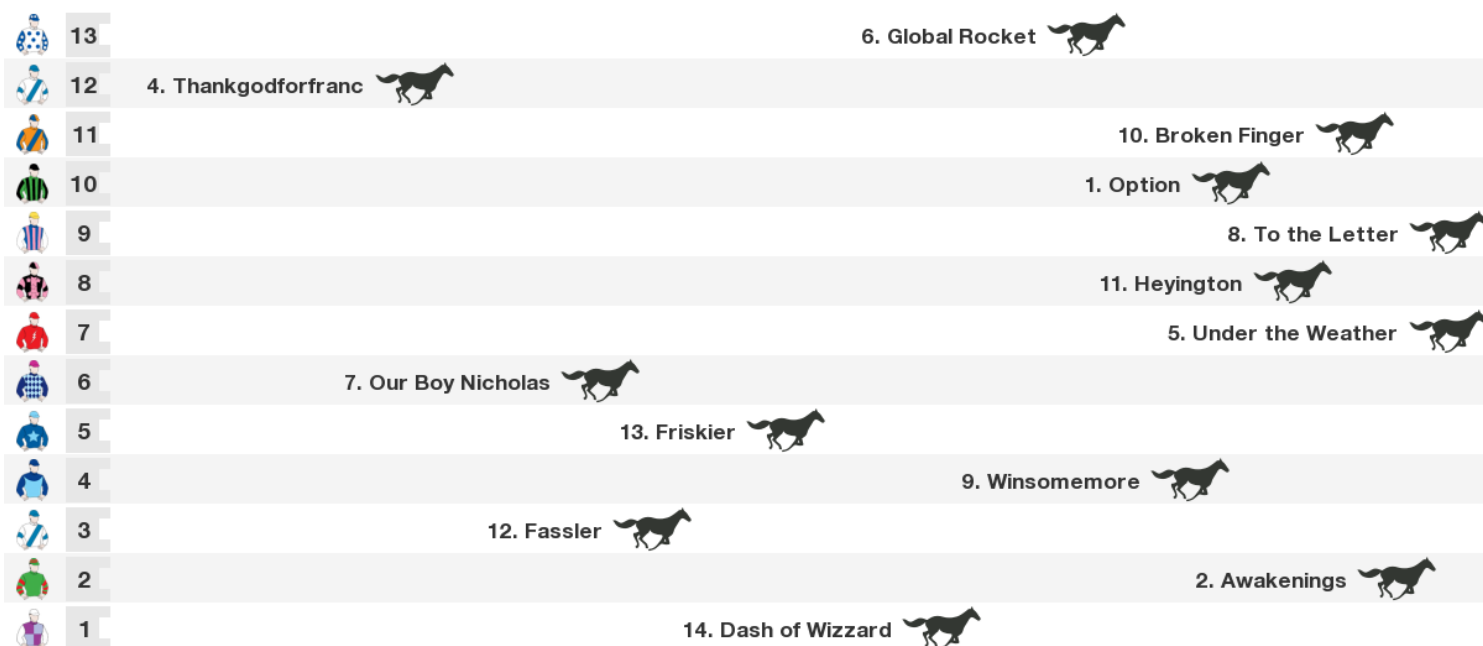 13 6. Global Rocket
12 4. Thankgodforfranc
11 10. Broken Finger
10 1. Option
9 8. To the Letter
8 11. Heyington
7 5. Under the Weather
6 7. Our Boy Nicholas
5 13. Friskier
4 9. Winsomemore
3 12. Fassler
2 2. Awakenings
1 14. Dash of Wizzard